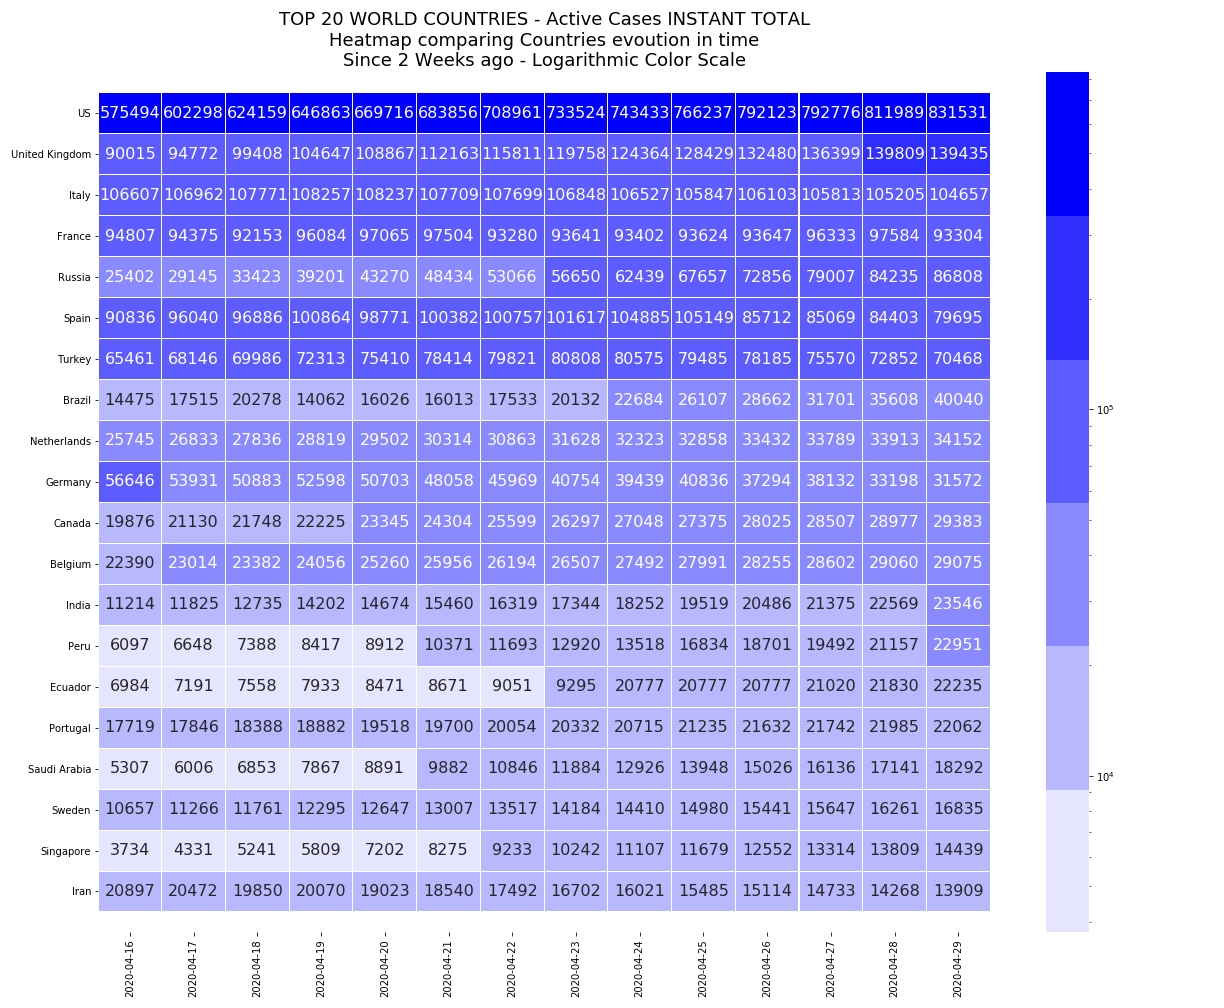 TOP 20 WORLD COUNTRIES - Active Cases INSTANT TOTAL
Heatmap comparing Countries evoution in time
Since 2 Weeks ago - Logarithmic Color Scale
US 575494 602298 624159 646863 669716 683856 708961 733524 743433 766237 792123 792776 811989 831531
United Kingdom 90015 94772 99408 104647 108867 112163 115811 119758 124364 128429 132480 136399 139809 139435
Italy 106607 106962 107771 108257 108237 107709 107699 106848 106527 105847 106103 105813 105205 104657
France 94807 94375 92153 96084 97065 97504 93280 93641 93402 93624 93647 96333 97584 93304
Russia 25402 29145 33423 39201 43270 48434 53066 56650 62439 67657 72856 79007 84235 86808
Spain 90836 96040 96886 100864 98771 100382 100757 101617 104885 105149 85712 85069 84403 79695
Turkey 65461 68146 69986 72313 75410 78414 79821 80808 80575 79485 78185 75570 72852 70468
Brazil 14475 17515 20278 14062 16026 16013 17533 20132 22684 26107 28662 31701 35608 40040
Netherlands 25745 26833 27836 28819 29502 30314 30863 31628 32323 32858 33432 33789 33913 34152
Germany 56646 53931 50883 52598 50703 48058 45969 40754 39439 40836 37294 38132 33198 31572
Canada 19876 21130 21748 22225 23345 24304 25599 26297 27048 27375 28025 28507 28977 29383
Belgium 22390 23014 23382 24056 25260 25956 26194 26507 27492 27991 28255 28602 29060 29075
India 11214 11825 12735 14202 14674 15460 16319 17344 18252 19519 20486 21375 22569 23546
Peru 6097 6648 7388 8417 8912 10371 11693 12920 13518 16834 18701 19492 21157 22951
Ecuador 6984 7191 7558 7933 8471 8671 9051 9295 20777 20777 20777 21020 21830 22235
Portugal 17719 17846 18388 18882 19518 19700 20054 20332 20715 21235 21632 21742 21985 22062
Saudi Arabia 5307 6006 6853 7867 8891 9882 10846 11884 12926 13948 15026 16136 17141 18292
Sweden 10657 11266 11761 12295 12647 13007 13517 14184 14410 14980 15441 15647 16261 16835
Singapore 3734 4331 5241 5809 7202 8275 9233 10242 11107 11679 12552 13314 13809 14439
Iran 20897 20472 19850 20070 19023 18540 17492 16702 16021 15485 15114 14733 14268 13909
2020-04-16 2020-04-17 2020-04-18 2020-04-19 2020-04-20 2020-04-21 2020-04-22 2020-04-23 2020-04-24 2020-04-25 2020-04-26 2020-04-27 2020-04-28 2020-04-29
10⁵
10⁴